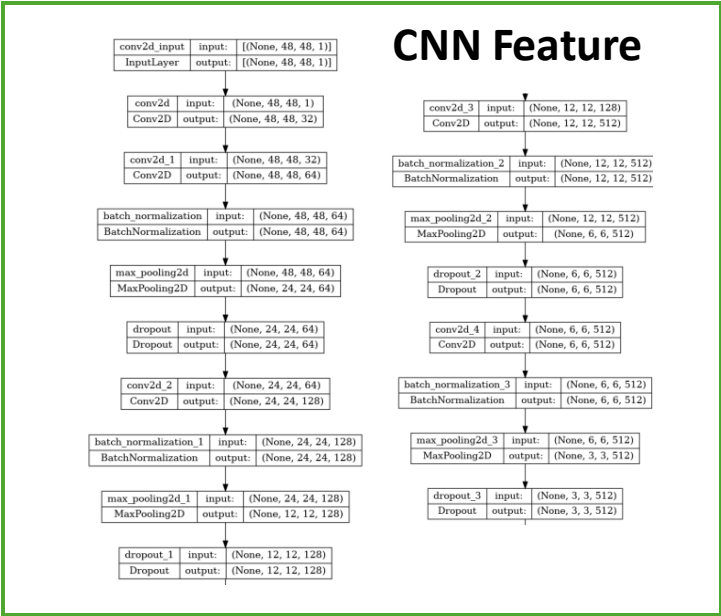 CNN Feature
conv2d_input input: [(None, 48, 48, 1)]
InputLayer output: [(None, 48, 48, 1)]
conv2d input: (None, 48, 48, 1)
Conv2D output: (None, 48, 48, 32)
conv2d_1 input: (None, 48, 48, 32)
Conv2D output: (None, 48, 48, 64)
batch_normalization input: (None, 48, 48, 64)
BatchNormalization output: (None, 48, 48, 64)
max_pooling2d input: (None, 48, 48, 64)
MaxPooling2D output: (None, 24, 24, 64)
dropout input: (None, 24, 24, 64)
Dropout output: (None, 24, 24, 64)
conv2d_2 input: (None, 24, 24, 64)
Conv2D output: (None, 24, 24, 128)
batch_normalization_1 input: (None, 24, 24, 128)
BatchNormalization output: (None, 24, 24, 128)
max_pooling2d_1 input: (None, 24, 24, 128)
MaxPooling2D output: (None, 12, 12, 128)
dropout_1 input: (None, 12, 12, 128)
Dropout output: (None, 12, 12, 128)
conv2d_3 input: (None, 12, 12, 128)
Conv2D output: (None, 12, 12, 512)
batch_normalization_2 input: (None, 12, 12, 512)
BatchNormalization output: (None, 12, 12, 512)
max_pooling2d_2 input: (None, 12, 12, 512)
MaxPooling2D output: (None, 6, 6, 512)
dropout_2 input: (None, 6, 6, 512)
Dropout output: (None, 6, 6, 512)
conv2d_4 input: (None, 6, 6, 512)
Conv2D output: (None, 6, 6, 512)
batch_normalization_3 input: (None, 6, 6, 512)
BatchNormalization output: (None, 6, 6, 512)
max_pooling2d_3 input: (None, 6, 6, 512)
MaxPooling2D output: (None, 3, 3, 512)
dropout_3 input: (None, 3, 3, 512)
Dropout output: (None, 3, 3, 512)